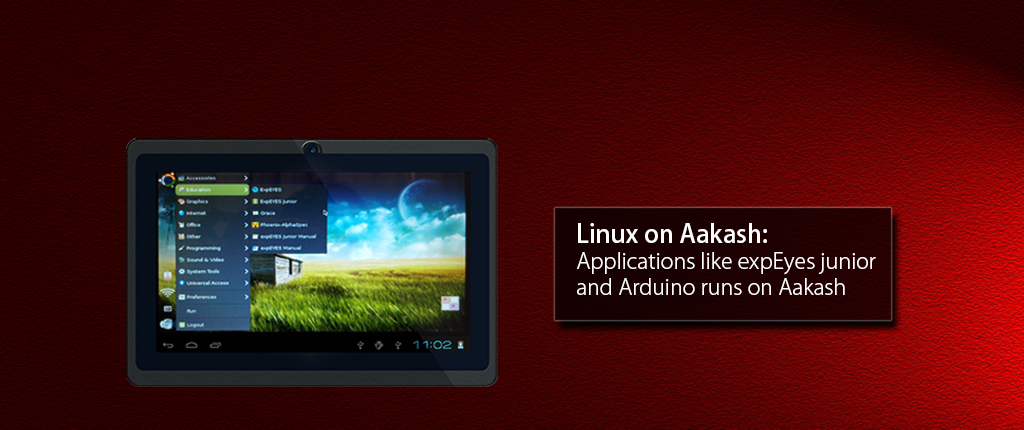 Accessories
Education
Graphics
Internet
Office
Other
Programming
Sound & Video
System Tools
Universal Access
Preferences
Run
Logout
ExpEYES
ExpEYES Junior
Grace
Phoenix-AlphaSpec
expEYES Junior Manual
expEYES Manual
11:02
Linux on Aakash:
Applications like expEyes junior
and Arduino runs on Aakash